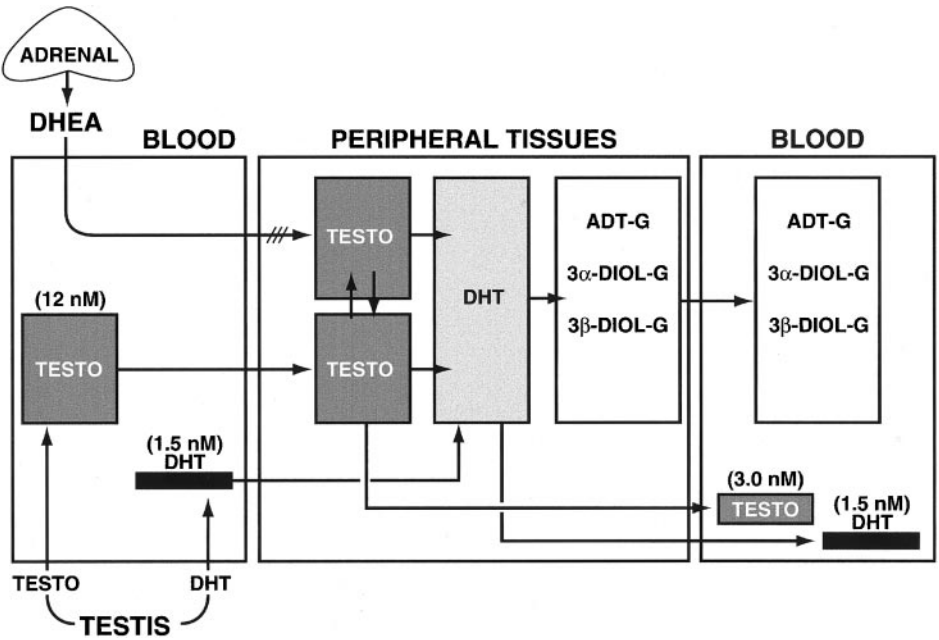 ADRENAL
DHEA
BLOOD
PERIPHERAL TISSUES
BLOOD
TESTO
DHT
ADT-G
3α-DIOL-G
3β-DIOL-G
ADT-G
3α-DIOL-G
3β-DIOL-G
(12 nM)
TESTO
TESTO
(1.5 nM)
DHT
(3.0 nM)
TESTO
(1.5 nM)
DHT
TESTO
DHT
TESTIS